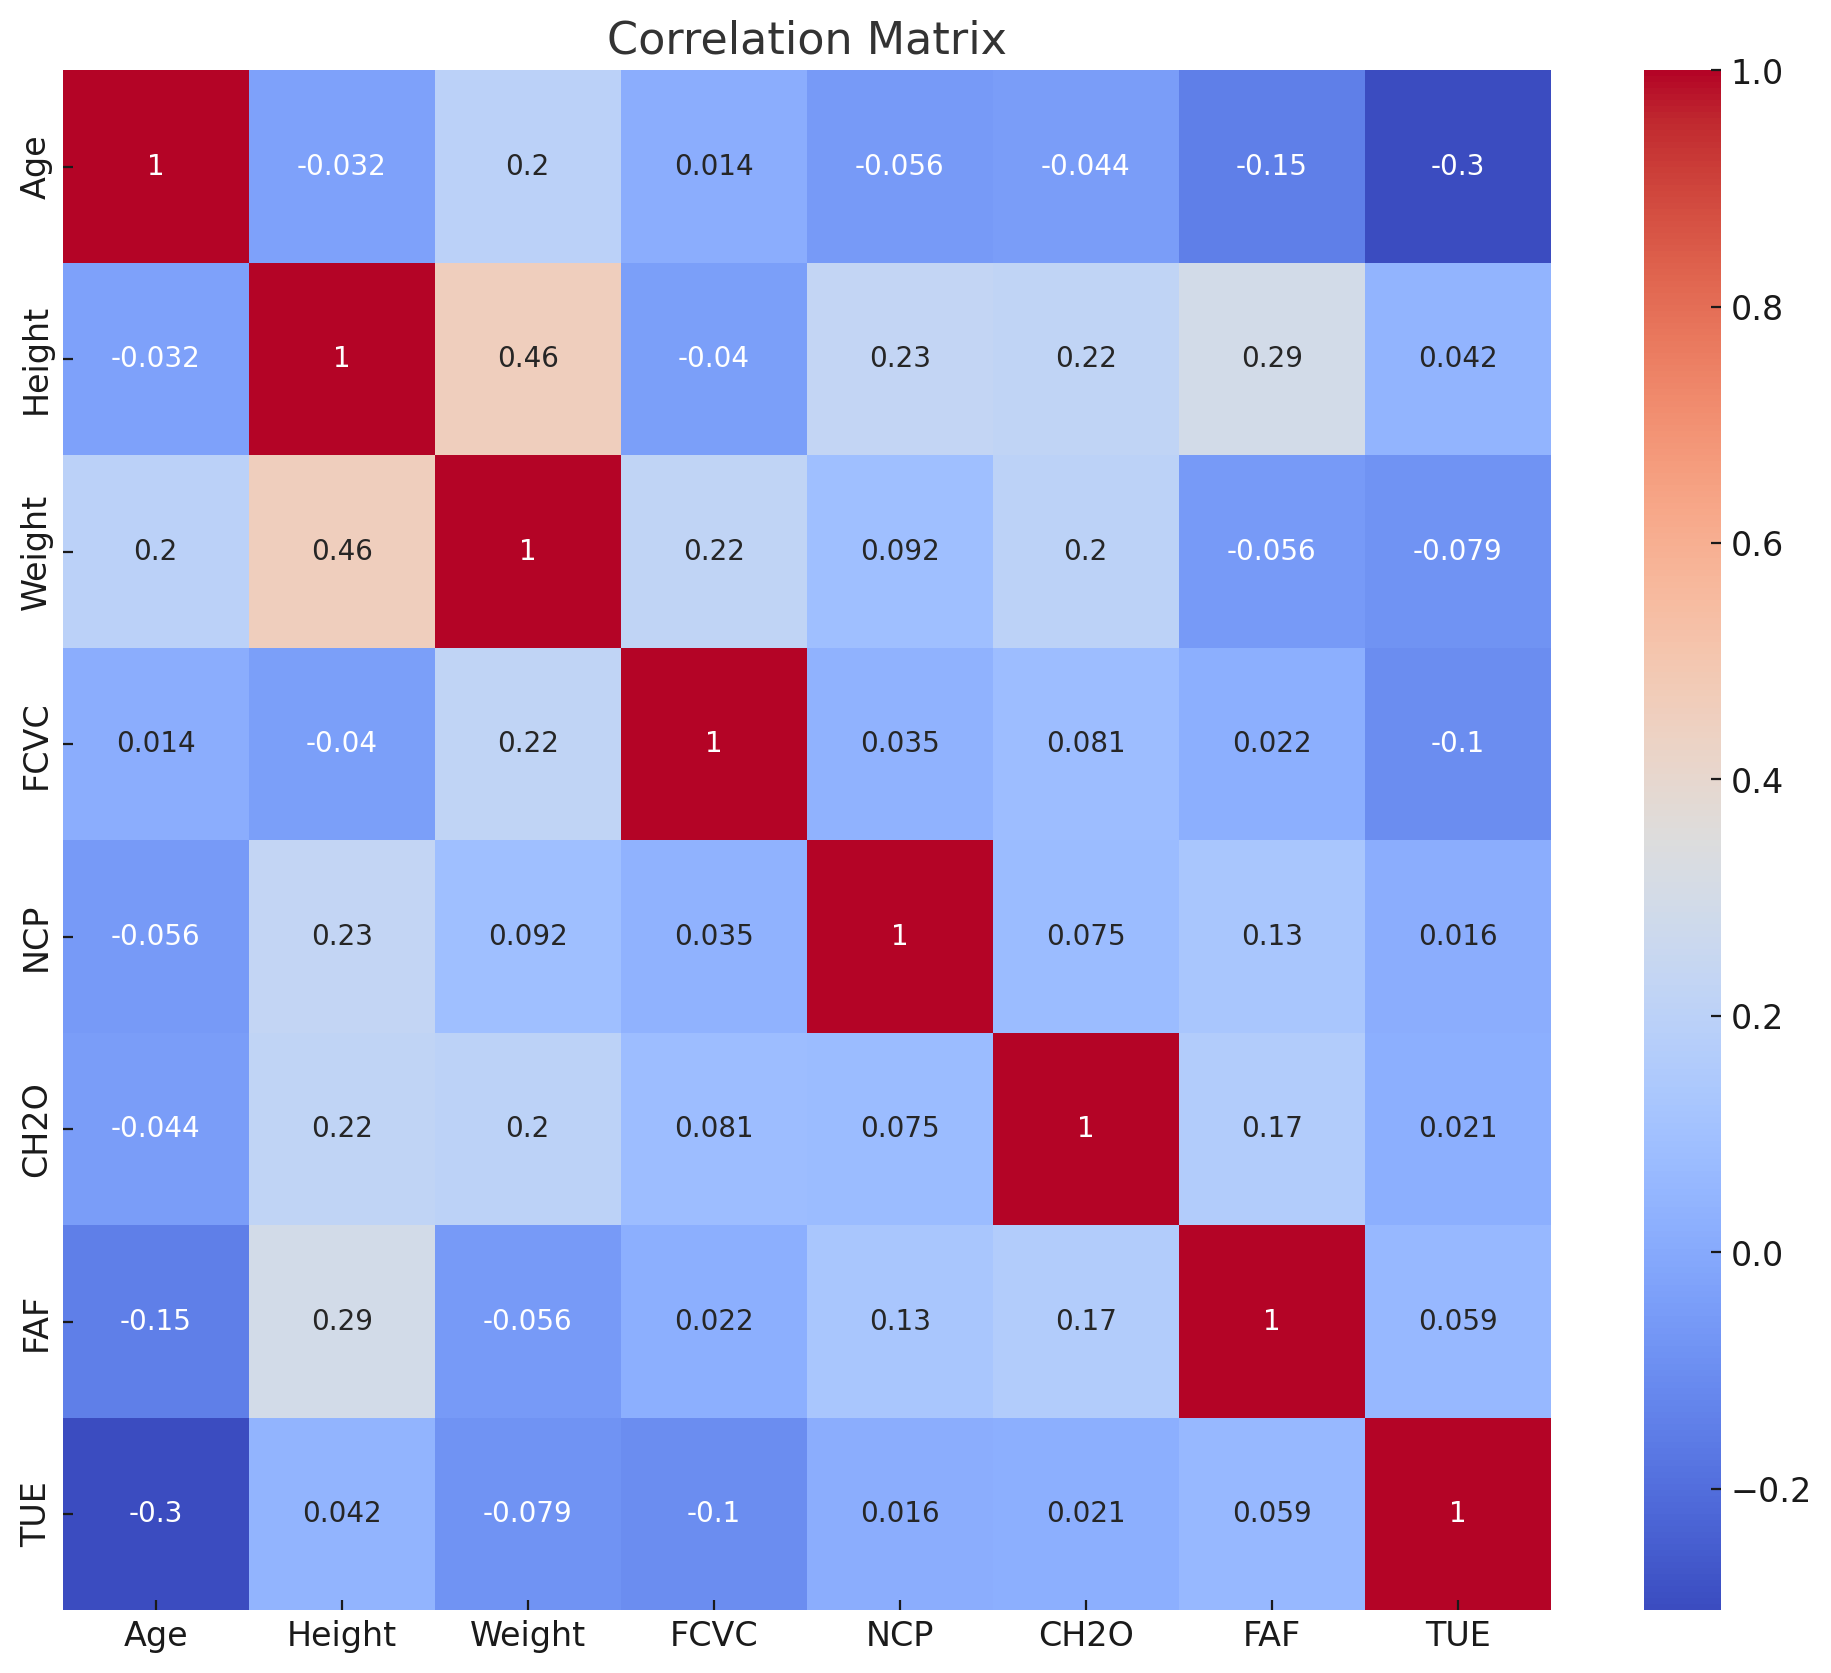 Correlation Matrix
Age 1 -0.032 0.2 0.014 -0.056 -0.044 -0.15 -0.3
Height -0.032 1 0.46 -0.04 0.23 0.22 0.29 0.042
Weight 0.2 0.46 1 0.22 0.092 0.2 -0.056 -0.079
FCVC 0.014 -0.04 0.22 1 0.035 0.081 0.022 -0.1
NCP -0.056 0.23 0.092 0.035 1 0.075 0.13 0.016
CH2O -0.044 0.22 0.2 0.081 0.075 1 0.17 0.021
FAF -0.15 0.29 -0.056 0.022 0.13 0.17 1 0.059
TUE -0.3 0.042 -0.079 -0.1 0.016 0.021 0.059 1
Age Height Weight FCVC NCP CH2O FAF TUE
1.0
0.8
0.6
0.4
0.2
0.0
−0.2